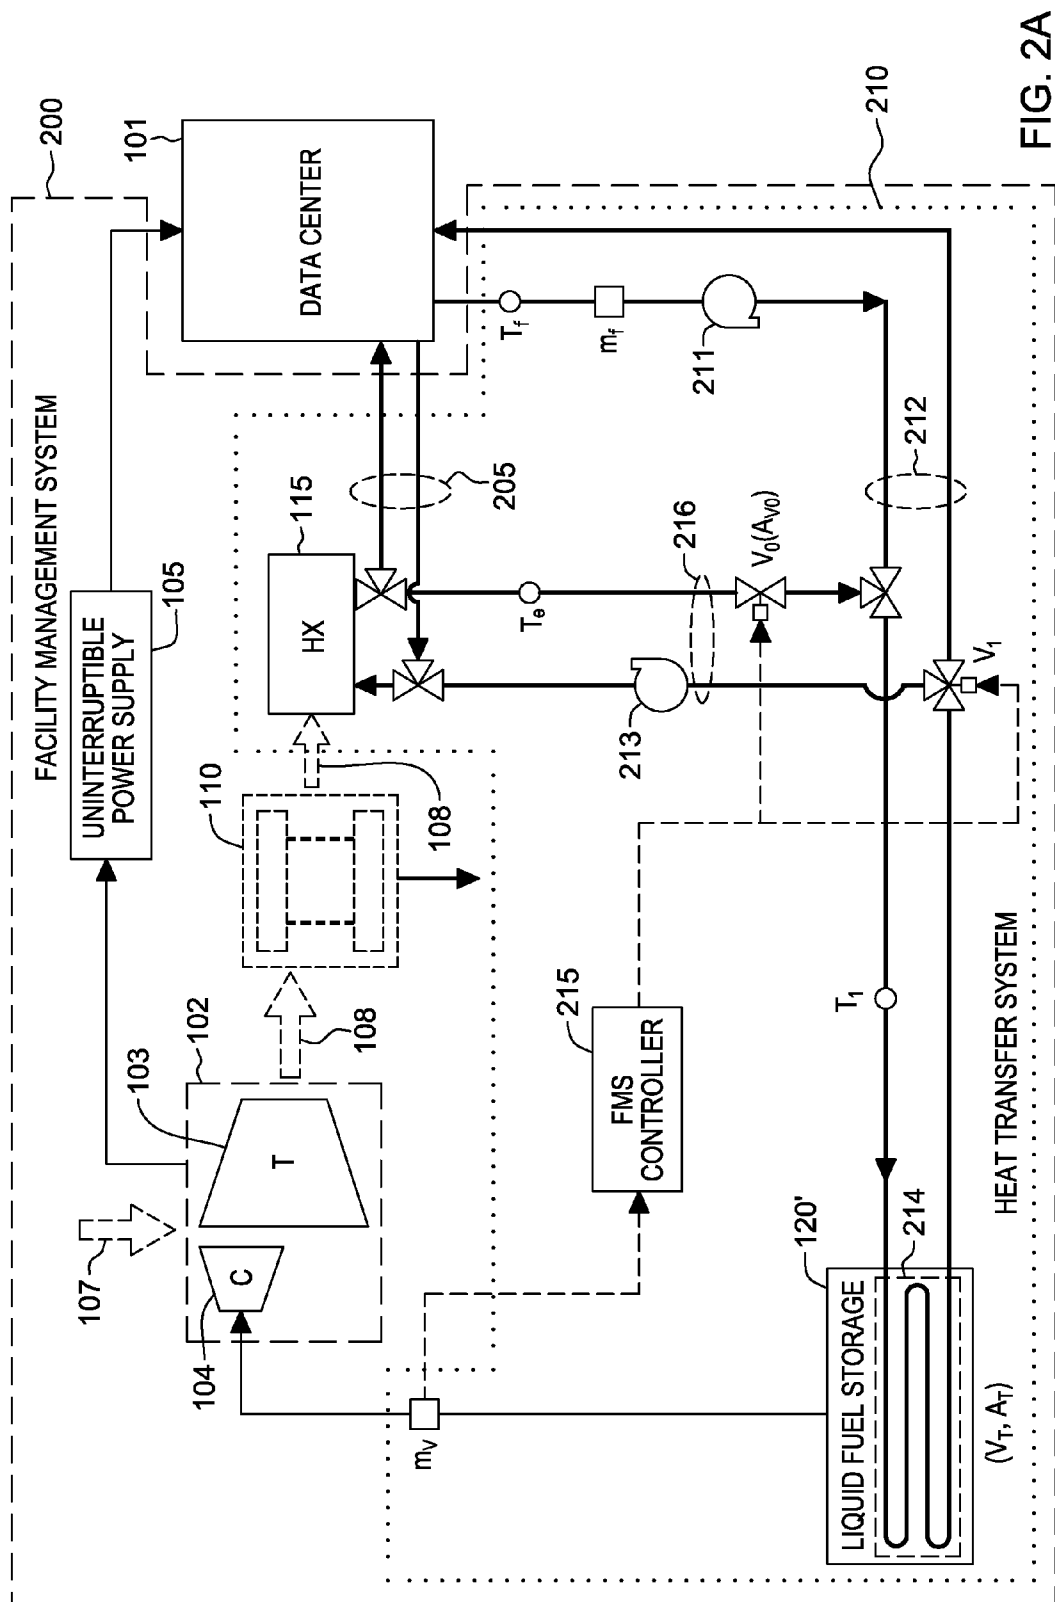 200
FACILITY MANAGEMENT SYSTEM
UNINTERRUPTIBLE
POWER SUPPLY
105
101
DATA CENTER
107
102
103
T
C
104
108
110
108
115
HX
205
T_f
m_f
211
T_e
216
V_0(A_V0)
213
212
V_1
210
m_V
215
FMS
CONTROLLER
T_1
120'
LIQUID FUEL STORAGE
214
(V_T, A_T)
HEAT TRANSFER SYSTEM
FIG. 2A